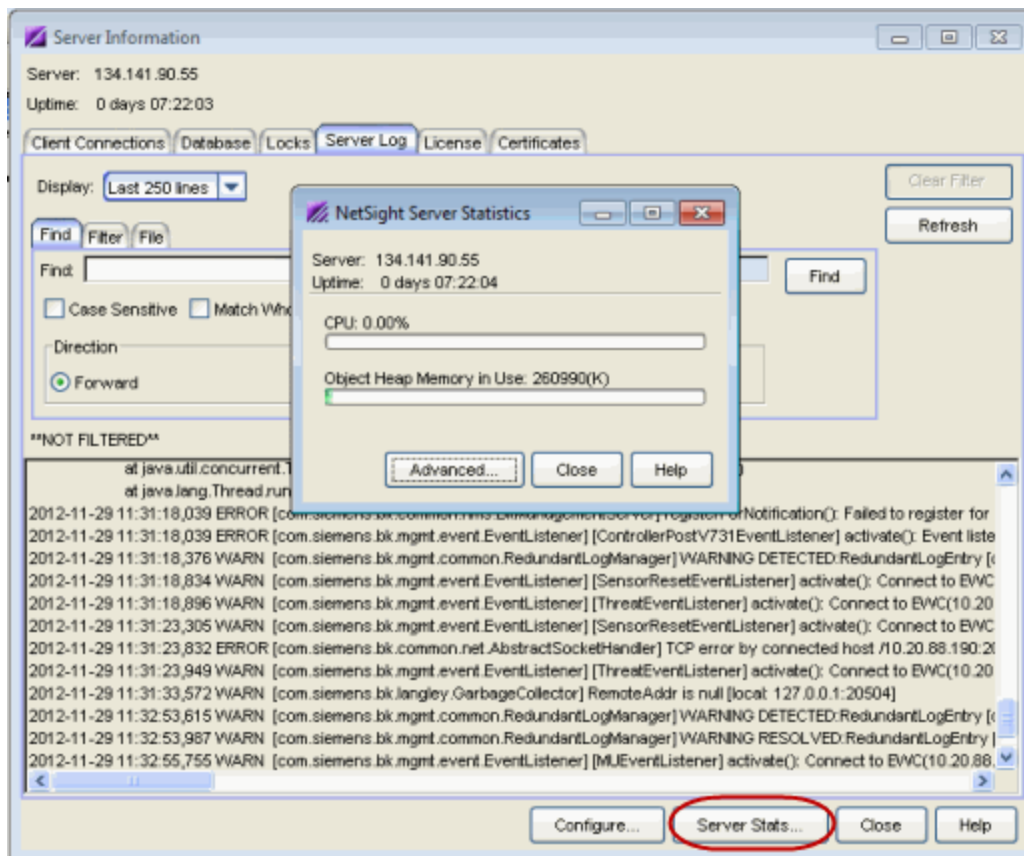 Server Information
Server: 134.141.90.55
Uptime: 0 days 07:22:03
Client Connections Database Locks Server Log License Certificates
Display: Last 250 lines
Clear Filter
Refresh
Find Filter File
Find:
Find
Case Sensitive Match
Direction
Forward
NetSight Server Statistics
Server: 134.141.90.55
Uptime: 0 days 07:22:04
CPU: 0.00%
Object Heap Memory in Use: 260990(K)
Advanced... Close Help
**NOT FILTERED**
at java.util.concurrent.
at java.lang.Thread.run
2012-11-29 11:31:18,039 ERROR Failed to register for
2012-11-29 11:31:18,039 ERROR [com.siemens.bk.mgmt.event.EventListener] [ControllerPostV731EventListener] activate(): Event liste
2012-11-29 11:31:18,376 WARN [com.siemens.bk.mgmt.common.RedundantLogManager] WARNING DETECTED:RedundantLogEntry [c
2012-11-29 11:31:18,834 WARN [com.siemens.bk.mgmt.event.EventListener] [SensorResetEventListener] activate(): Connect to EWC
2012-11-29 11:31:18,896 WARN [com.siemens.bk.mgmt.event.EventListener] [ThreatEventListener] activate(): Connect to EWC(10.20
2012-11-29 11:31:23,305 WARN [com.siemens.bk.mgmt.event.EventListener] [SensorResetEventListener] activate(): Connect to EWC
2012-11-29 11:31:23,832 ERROR [com.siemens.bk.common.net.AbstractSocketHandler] TCP error by connected host /10.20.88.190:20
2012-11-29 11:31:23,949 WARN [com.siemens.bk.mgmt.event.EventListener] [ThreatEventListener] activate(): Connect to EWC(10.20
2012-11-29 11:31:33,572 WARN [com.siemens.bk.langley.GarbageCollector] RemoteAddr is null [local: 127.0.0.1:20504]
2012-11-29 11:32:53,615 WARN [com.siemens.bk.mgmt.common.RedundantLogManager] WARNING DETECTED:RedundantLogEntry [c
2012-11-29 11:32:53,987 WARN [com.siemens.bk.mgmt.common.RedundantLogManager] WARNING RESOLVED:RedundantLogEntry [
2012-11-29 11:32:55,755 WARN [com.siemens.bk.mgmt.event.EventListener] [MUEventListener] activate(): Connect to EWC(10.20.88.
Configure... Server Stats... Close Help